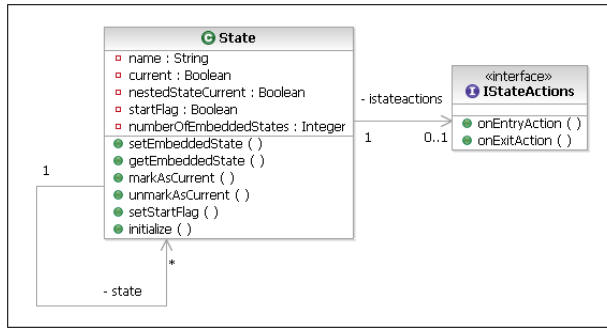 State
name : String
current : Boolean
nestedStateCurrent : Boolean
startFlag : Boolean
numberOfEmbeddedStates : Integer
setEmbeddedState ( )
getEmbeddedState ( )
markAsCurrent ( )
unmarkAsCurrent ( )
setStartFlag ( )
initialize ( )
- istateactions
1
0..1
«interface»
IStateActions
onEntryAction ( )
onExitAction ( )
1
*
- state